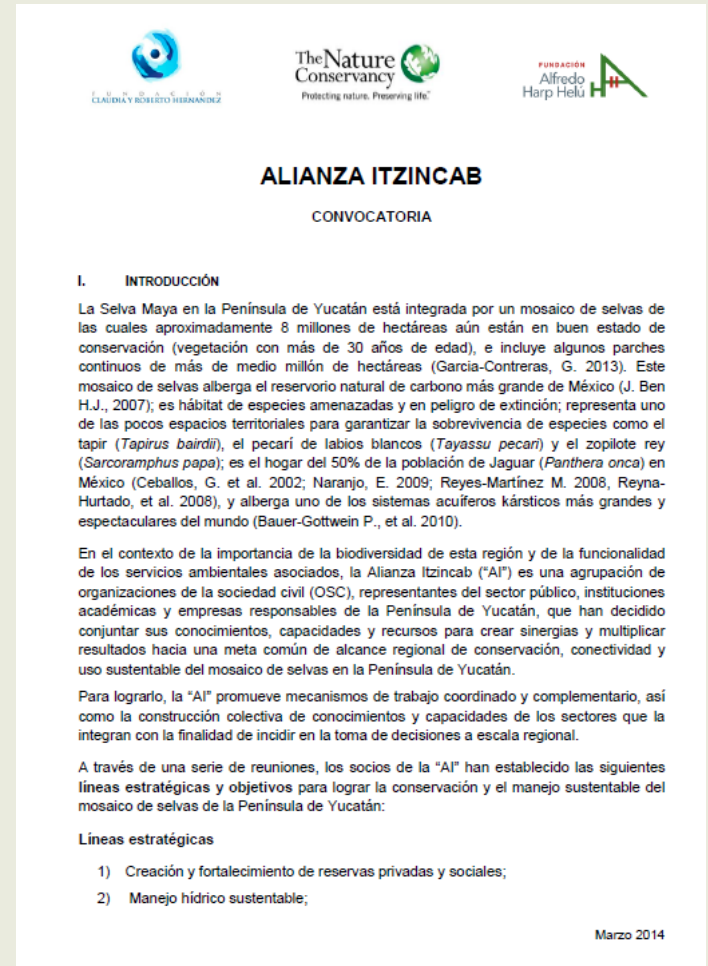 FUNDACIÓN
CLAUDIA Y ROBERTO HERNANDEZ
The Nature
Conservancy
Protecting nature. Preserving life.™
FUNDACIÓN
Alfredo
Harp Helú
ALIANZA ITZINCAB
CONVOCATORIA
I. INTRODUCCIÓN
La Selva Maya en la Península de Yucatán está integrada por un mosaico de selvas de
las cuales aproximadamente 8 millones de hectáreas aún están en buen estado de
conservación (vegetación con más de 30 años de edad), e incluye algunos parches
continuos de más de medio millón de hectáreas (Garcia-Contreras, G. 2013). Este
mosaico de selvas alberga el reservorio natural de carbono más grande de México (J. Ben
H.J., 2007); es hábitat de especies amenazadas y en peligro de extinción; representa uno
de las pocos espacios territoriales para garantizar la sobrevivencia de especies como el
tapir (Tapirus bairdii), el pecarí de labios blancos (Tayassu pecari) y el zopilote rey
(Sarcoramphus papa); es el hogar del 50% de la población de Jaguar (Panthera onca) en
México (Ceballos, G. et al. 2002; Naranjo, E. 2009; Reyes-Martínez M. 2008, Reyna-
Hurtado, et al. 2008), y alberga uno de los sistemas acuíferos kársticos más grandes y
espectaculares del mundo (Bauer-Gottwein P., et al. 2010).
En el contexto de la importancia de la biodiversidad de esta región y de la funcionalidad
de los servicios ambientales asociados, la Alianza Itzincab (“AI”) es una agrupación de
organizaciones de la sociedad civil (OSC), representantes del sector público, instituciones
académicas y empresas responsables de la Península de Yucatán, que han decidido
conjuntar sus conocimientos, capacidades y recursos para crear sinergias y multiplicar
resultados hacia una meta común de alcance regional de conservación, conectividad y
uso sustentable del mosaico de selvas en la Península de Yucatán.
Para lograrlo, la “AI” promueve mecanismos de trabajo coordinado y complementario, así
como la construcción colectiva de conocimientos y capacidades de los sectores que la
integran con la finalidad de incidir en la toma de decisiones a escala regional.
A través de una serie de reuniones, los socios de la “AI” han establecido las siguientes
líneas estratégicas y objetivos para lograr la conservación y el manejo sustentable del
mosaico de selvas de la Península de Yucatán:
Líneas estratégicas
1) Creación y fortalecimiento de reservas privadas y sociales;
2) Manejo hídrico sustentable;
Marzo 2014